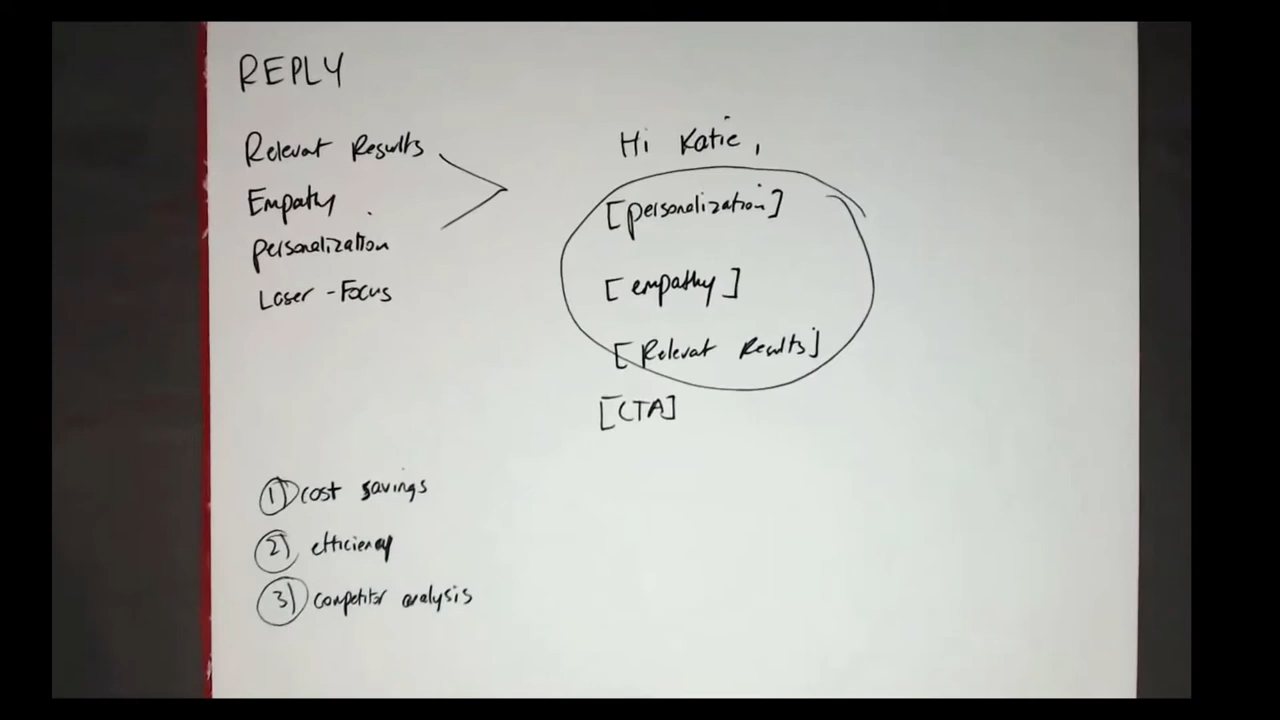 REPLY
Relevat Results
Empathy
Personalization
Laser-Focus
Hi Katie,
[personalization]
[empathy]
[Relevat Results]
[CTA]
1) cost savings
2) efficiency
3) competitor analysis